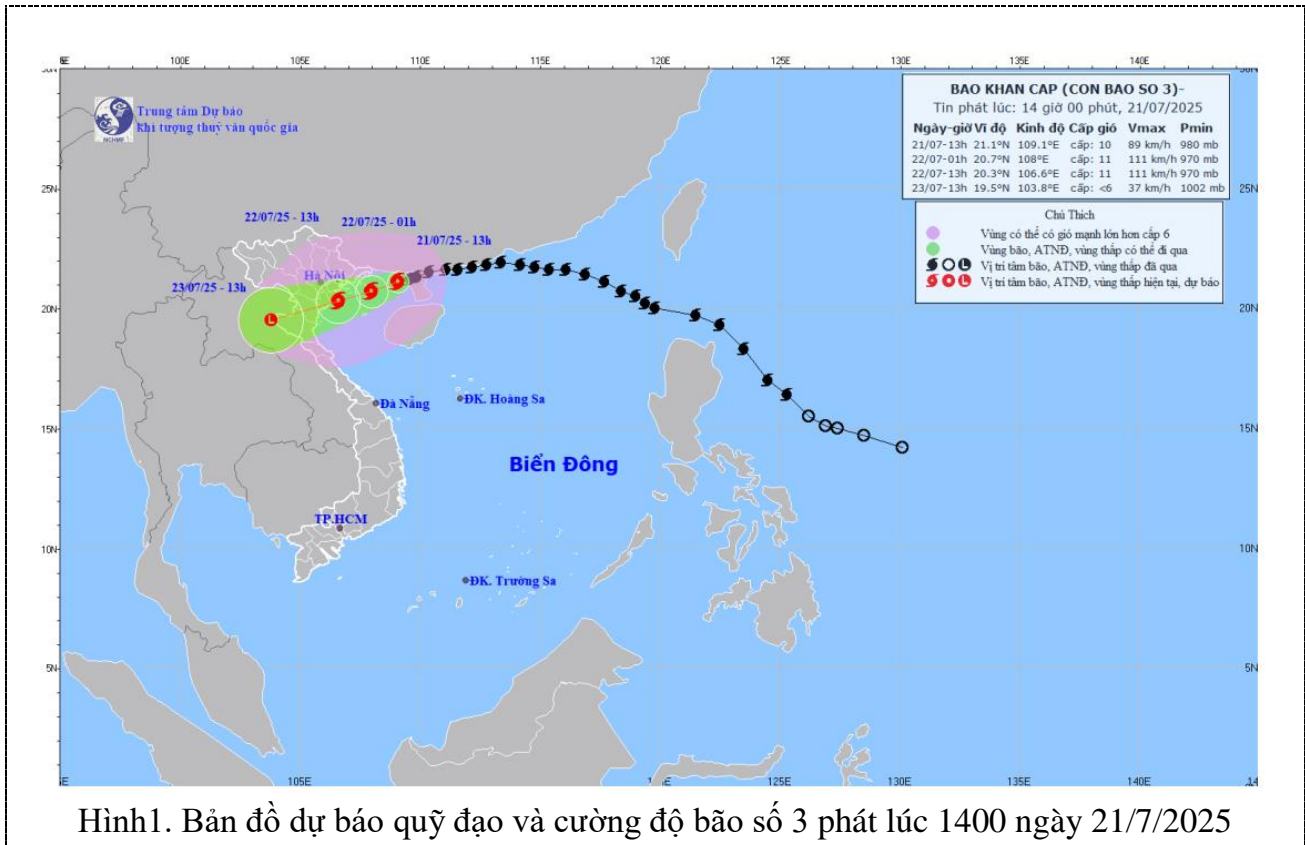 100E 105E 110E 115E 120E 125E 130E 135E 140E
Trung tâm Dự báo
khí tượng thuỷ văn quốc gia
NCHMF
BAO KHAN CAP (CON BAO SO 3)-
Tin phát lúc: 14 giờ 00 phút, 21/07/2025
Ngày-giờ Vĩ độ Kinh độ Cấp gió Vmax Pmin
21/07-13h 21.1°N 109.1°E cấp: 10 89 km/h 980 mb
22/07-01h 20.7°N 108°E cấp: 11 111 km/h 970 mb
22/07-13h 20.3°N 106.6°E cấp: 11 111 km/h 970 mb
23/07-13h 19.5°N 103.8°E cấp: <6 37 km/h 1002 mb
25N 25N
Chú Thích
Vùng có thể có gió mạnh lớn hơn cấp 6
Vùng bão, ATNĐ, vùng thấp có thể đi qua
Vị trí tâm bão, ATNĐ, vùng thấp đã qua
Vị trí tâm bão, ATNĐ, vùng thấp hiện tại, dự báo
22/07/25 - 13h
22/07/25 - 01h
21/07/25 - 13h
Hà Nội
23/07/25 - 13h
L
20N 20N
Đà Nẵng
ĐK. Hoàng Sa
15N 15N
Biển Đông
TP.HCM
10N 10N
ĐK. Trường Sa
5N 5N
105E 110E 115E 125E 130E 135E 140E
Hình1. Bản đồ dự báo quỹ đạo và cường độ bão số 3 phát lúc 1400 ngày 21/7/2025